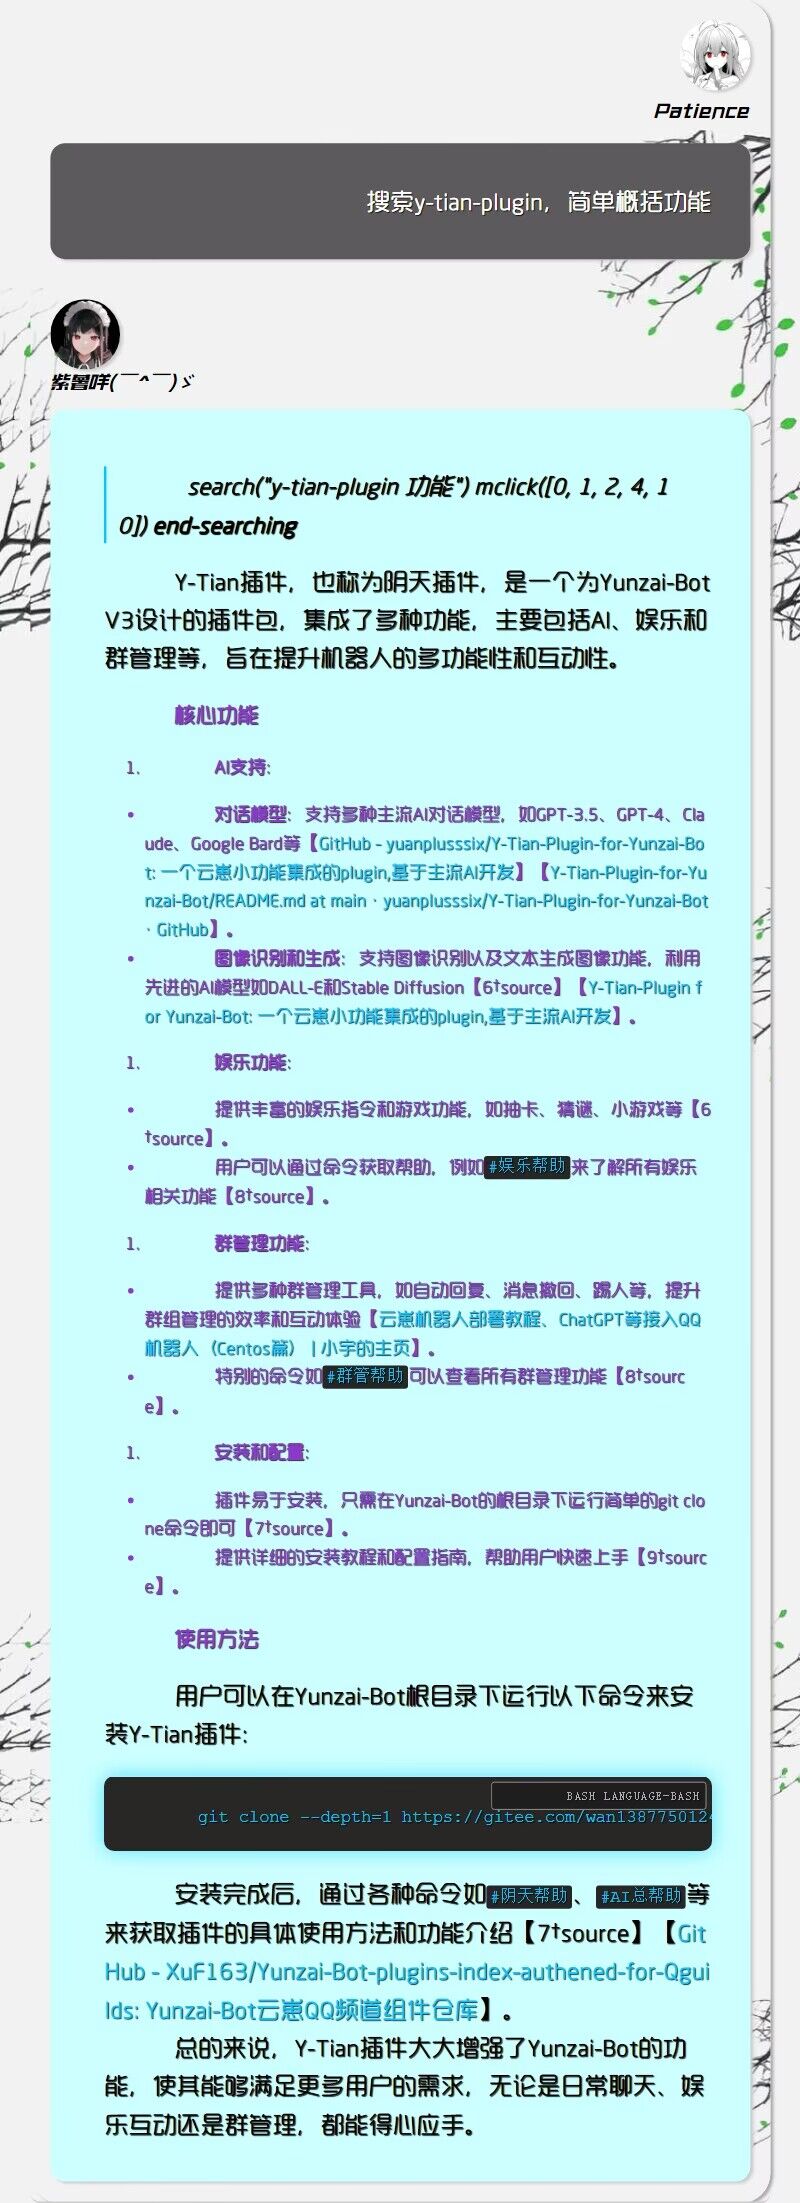 Patience
搜索y-tian-plugin，简单概括功能
紫曾咩(￣^￣)ゞ
search("y-tian-plugin 功能") mclick([0, 1, 2, 4, 1
0]) end-searching
Y-Tian插件，也称为阴天插件，是一个为Yunzai-Bot
V3设计的插件包，集成了多种功能，主要包括AI、娱乐和
群管理等，旨在提升机器人的多功能性和互动性。
核心功能
1. AI支持:
• 对话模型：支持多种主流AI对话模型，如GPT-3.5、GPT-4、Cla
ude、Google Bard等【GitHub - yuanplusssix/Y-Tian-Plugin-for-Yunzai-Bo
t: 一个云崽小功能集成的plugin,基于主流AI开发】【Y-Tian-Plugin-for-Yu
nzai-Bot/README.md at main · yuanplusssix/Y-Tian-Plugin-for-Yunzai-Bot
· GitHub】。
• 图像识别和生成：支持图像识别以及文本生成图像功能，利用
先进的AI模型如DALL-E和Stable Diffusion【6†source】【Y-Tian-Plugin f
or Yunzai-Bot: 一个云崽小功能集成的plugin,基于主流AI开发】。
1. 娱乐功能:
• 提供丰富的娱乐指令和游戏功能，如抽卡、猜谜、小游戏等【6
†source】。
• 用户可以通过命令获取帮助，例如#娱乐帮助来了解所有娱乐
相关功能【8†source】。
1. 群管理功能:
• 提供多种群管理工具，如自动回复、消息撤回、踢人等，提升
群组管理的效率和互动体验【云崽机器人部署教程、ChatGPT等接入QQ
机器人（Centos篇） | 小宇的主页】。
• 特别的命令如#群管帮助可以查看所有群管理功能【8†sourc
e】。
1. 安装和配置:
• 插件易于安装，只需在Yunzai-Bot的根目录下运行简单的git clo
ne命令即可【7†source】。
• 提供详细的安装教程和配置指南，帮助用户快速上手【9†sourc
e】。
使用方法
用户可以在Yunzai-Bot根目录下运行以下命令来安
装Y-Tian插件:
BASH LANGUAGE-BASH
git clone --depth=1 https://gitee.com/wan138775012
安装完成后，通过各种命令如#阴天帮助、#AI总帮助等
来获取插件的具体使用方法和功能介绍【7†source】【Git
Hub - XuF163/Yunzai-Bot-plugins-index-authened-for-Qgui
lds: Yunzai-Bot云崽QQ频道组件仓库】。
总的来说，Y-Tian插件大大增强了Yunzai-Bot的功
能，使其能够满足更多用户的需求，无论是日常聊天、娱
乐互动还是群管理，都能得心应手。